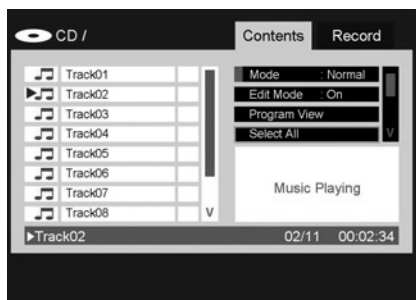 CD /
Contents Record
Track01
Track02
Track03
Track04
Track05
Track06
Track07
Track08
V
Mode : Normal
Edit Mode : On
Program View
Select All
V
Music Playing
Track02 02/11 00:02:34